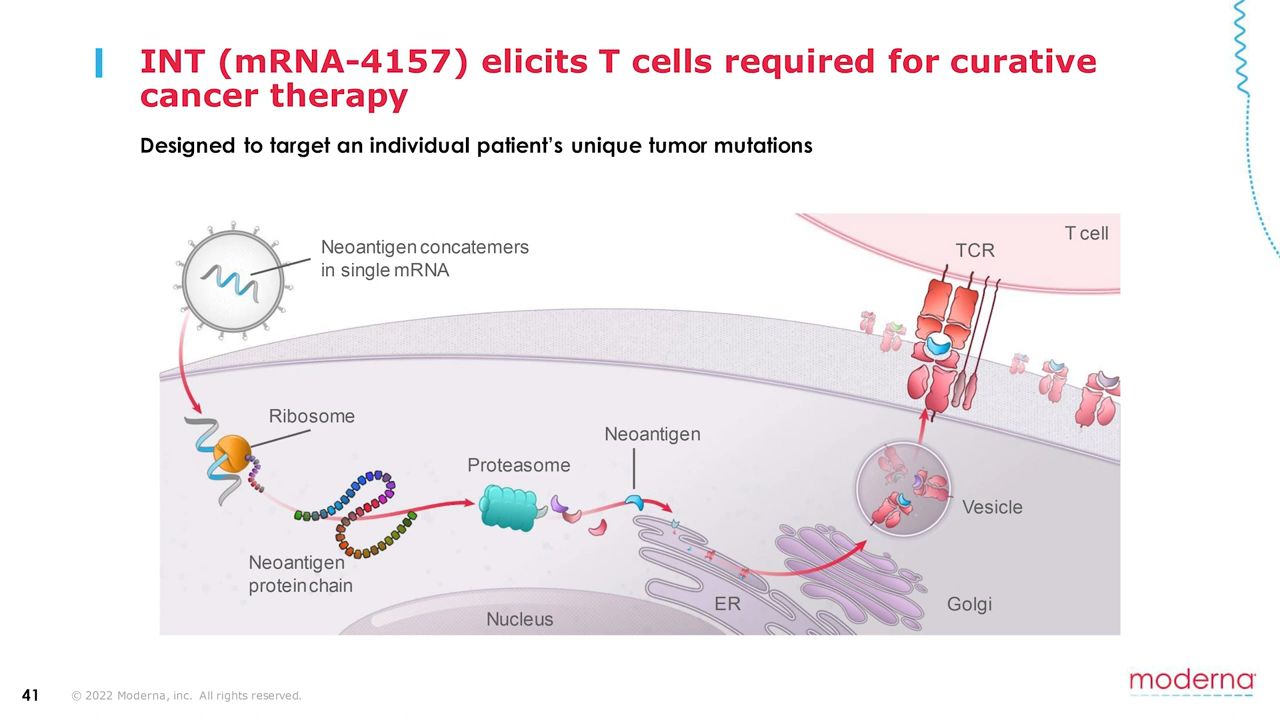 INT (mRNA-4157) elicits T cells required for curative
cancer therapy
Designed to target an individual patient’s unique tumor mutations
Neoantigen concatemers
in single mRNA
T cell
TCR
Ribosome
Neoantigen
Proteasome
Vesicle
Neoantigen
protein chain
ER
Golgi
Nucleus
41
© 2022 Moderna, inc. All rights reserved.
moderna